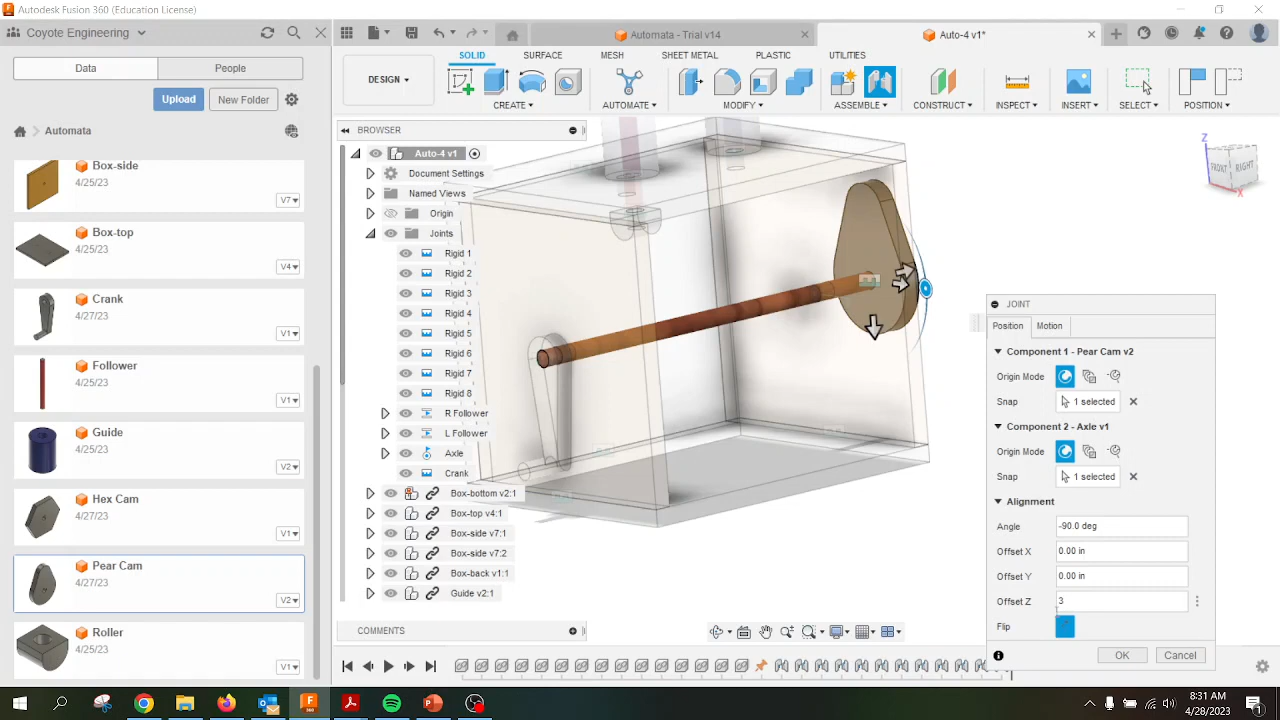 Autodesk Fusion 360 (Education License)
Coyote Engineering
Automata - Trial v14
Auto-4 v1*
Data
People
Upload
New Folder
Automata
Box-side
4/25/23
V7
Box-top
4/25/23
V4
Crank
4/27/23
V1
Follower
4/25/23
V1
Guide
4/25/23
V2
Hex Cam
4/27/23
V1
Pear Cam
4/27/23
V2
Roller
4/25/23
V1
DESIGN
SOLID
SURFACE
MESH
SHEET METAL
PLASTIC
UTILITIES
CREATE
AUTOMATE
MODIFY
ASSEMBLE
CONSTRUCT
INSPECT
INSERT
SELECT
POSITION
BROWSER
Auto-4 v1
Document Settings
Named Views
Origin
Joints
Rigid 1
Rigid 2
Rigid 3
Rigid 4
Rigid 5
Rigid 6
Rigid 7
Rigid 8
R Follower
L Follower
Axle
Crank
Box-bottom v2:1
Box-top v4:1
Box-side v7:1
Box-side v7:2
Box-back v1:1
Guide v2:1
COMMENTS
Z
FRONT
RIGHT
X
JOINT
Position
Motion
Component 1 - Pear Cam v2
Origin Mode
Snap
1 selected
Component 2 - Axle v1
Origin Mode
Snap
1 selected
Alignment
Angle
-90.0 deg
Offset X
0.00 in
Offset Y
0.00 in
Offset Z
3
Flip
OK
Cancel
8:31 AM
4/28/2023